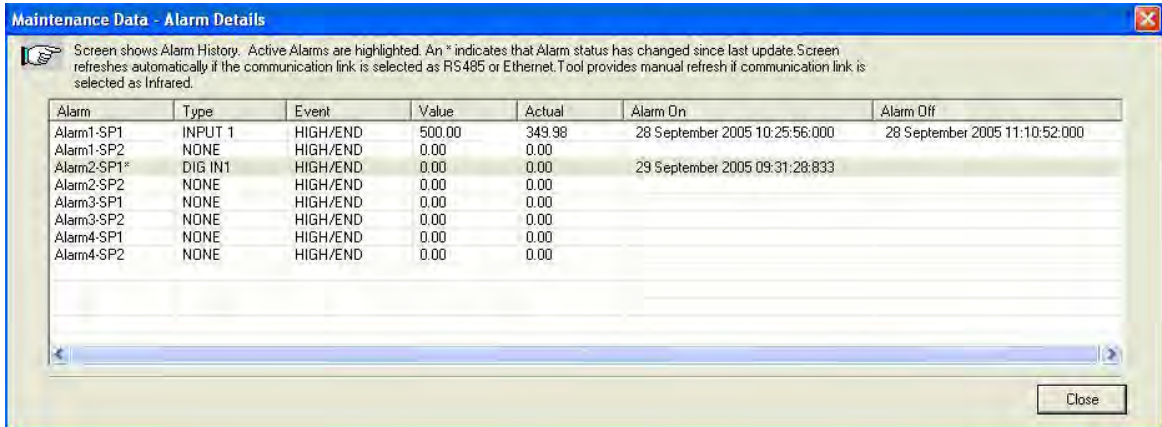 Maintenance Data - Alarm Details
Screen shows Alarm History.  Active Alarms are highlighted. An * indicates that Alarm status has changed since last update.Screen
refreshes automatically if the communication link is selected as RS485 or Ethernet.Tool provides manual refresh if communication link is
selected as Infrared.
Alarm Type Event Value Actual Alarm On Alarm Off
Alarm1-SP1 INPUT 1 HIGH/END 500.00 349.98 28 September 2005 10:25:56:000 28 September 2005 11:10:52:000
Alarm1-SP2 NONE HIGH/END 0.00 0.00
Alarm2-SP1* DIG IN1 HIGH/END 0.00 0.00 29 September 2005 09:31:28:833
Alarm2-SP2 NONE HIGH/END 0.00 0.00
Alarm3-SP1 NONE HIGH/END 0.00 0.00
Alarm3-SP2 NONE HIGH/END 0.00 0.00
Alarm4-SP1 NONE HIGH/END 0.00 0.00
Alarm4-SP2 NONE HIGH/END 0.00 0.00
Close